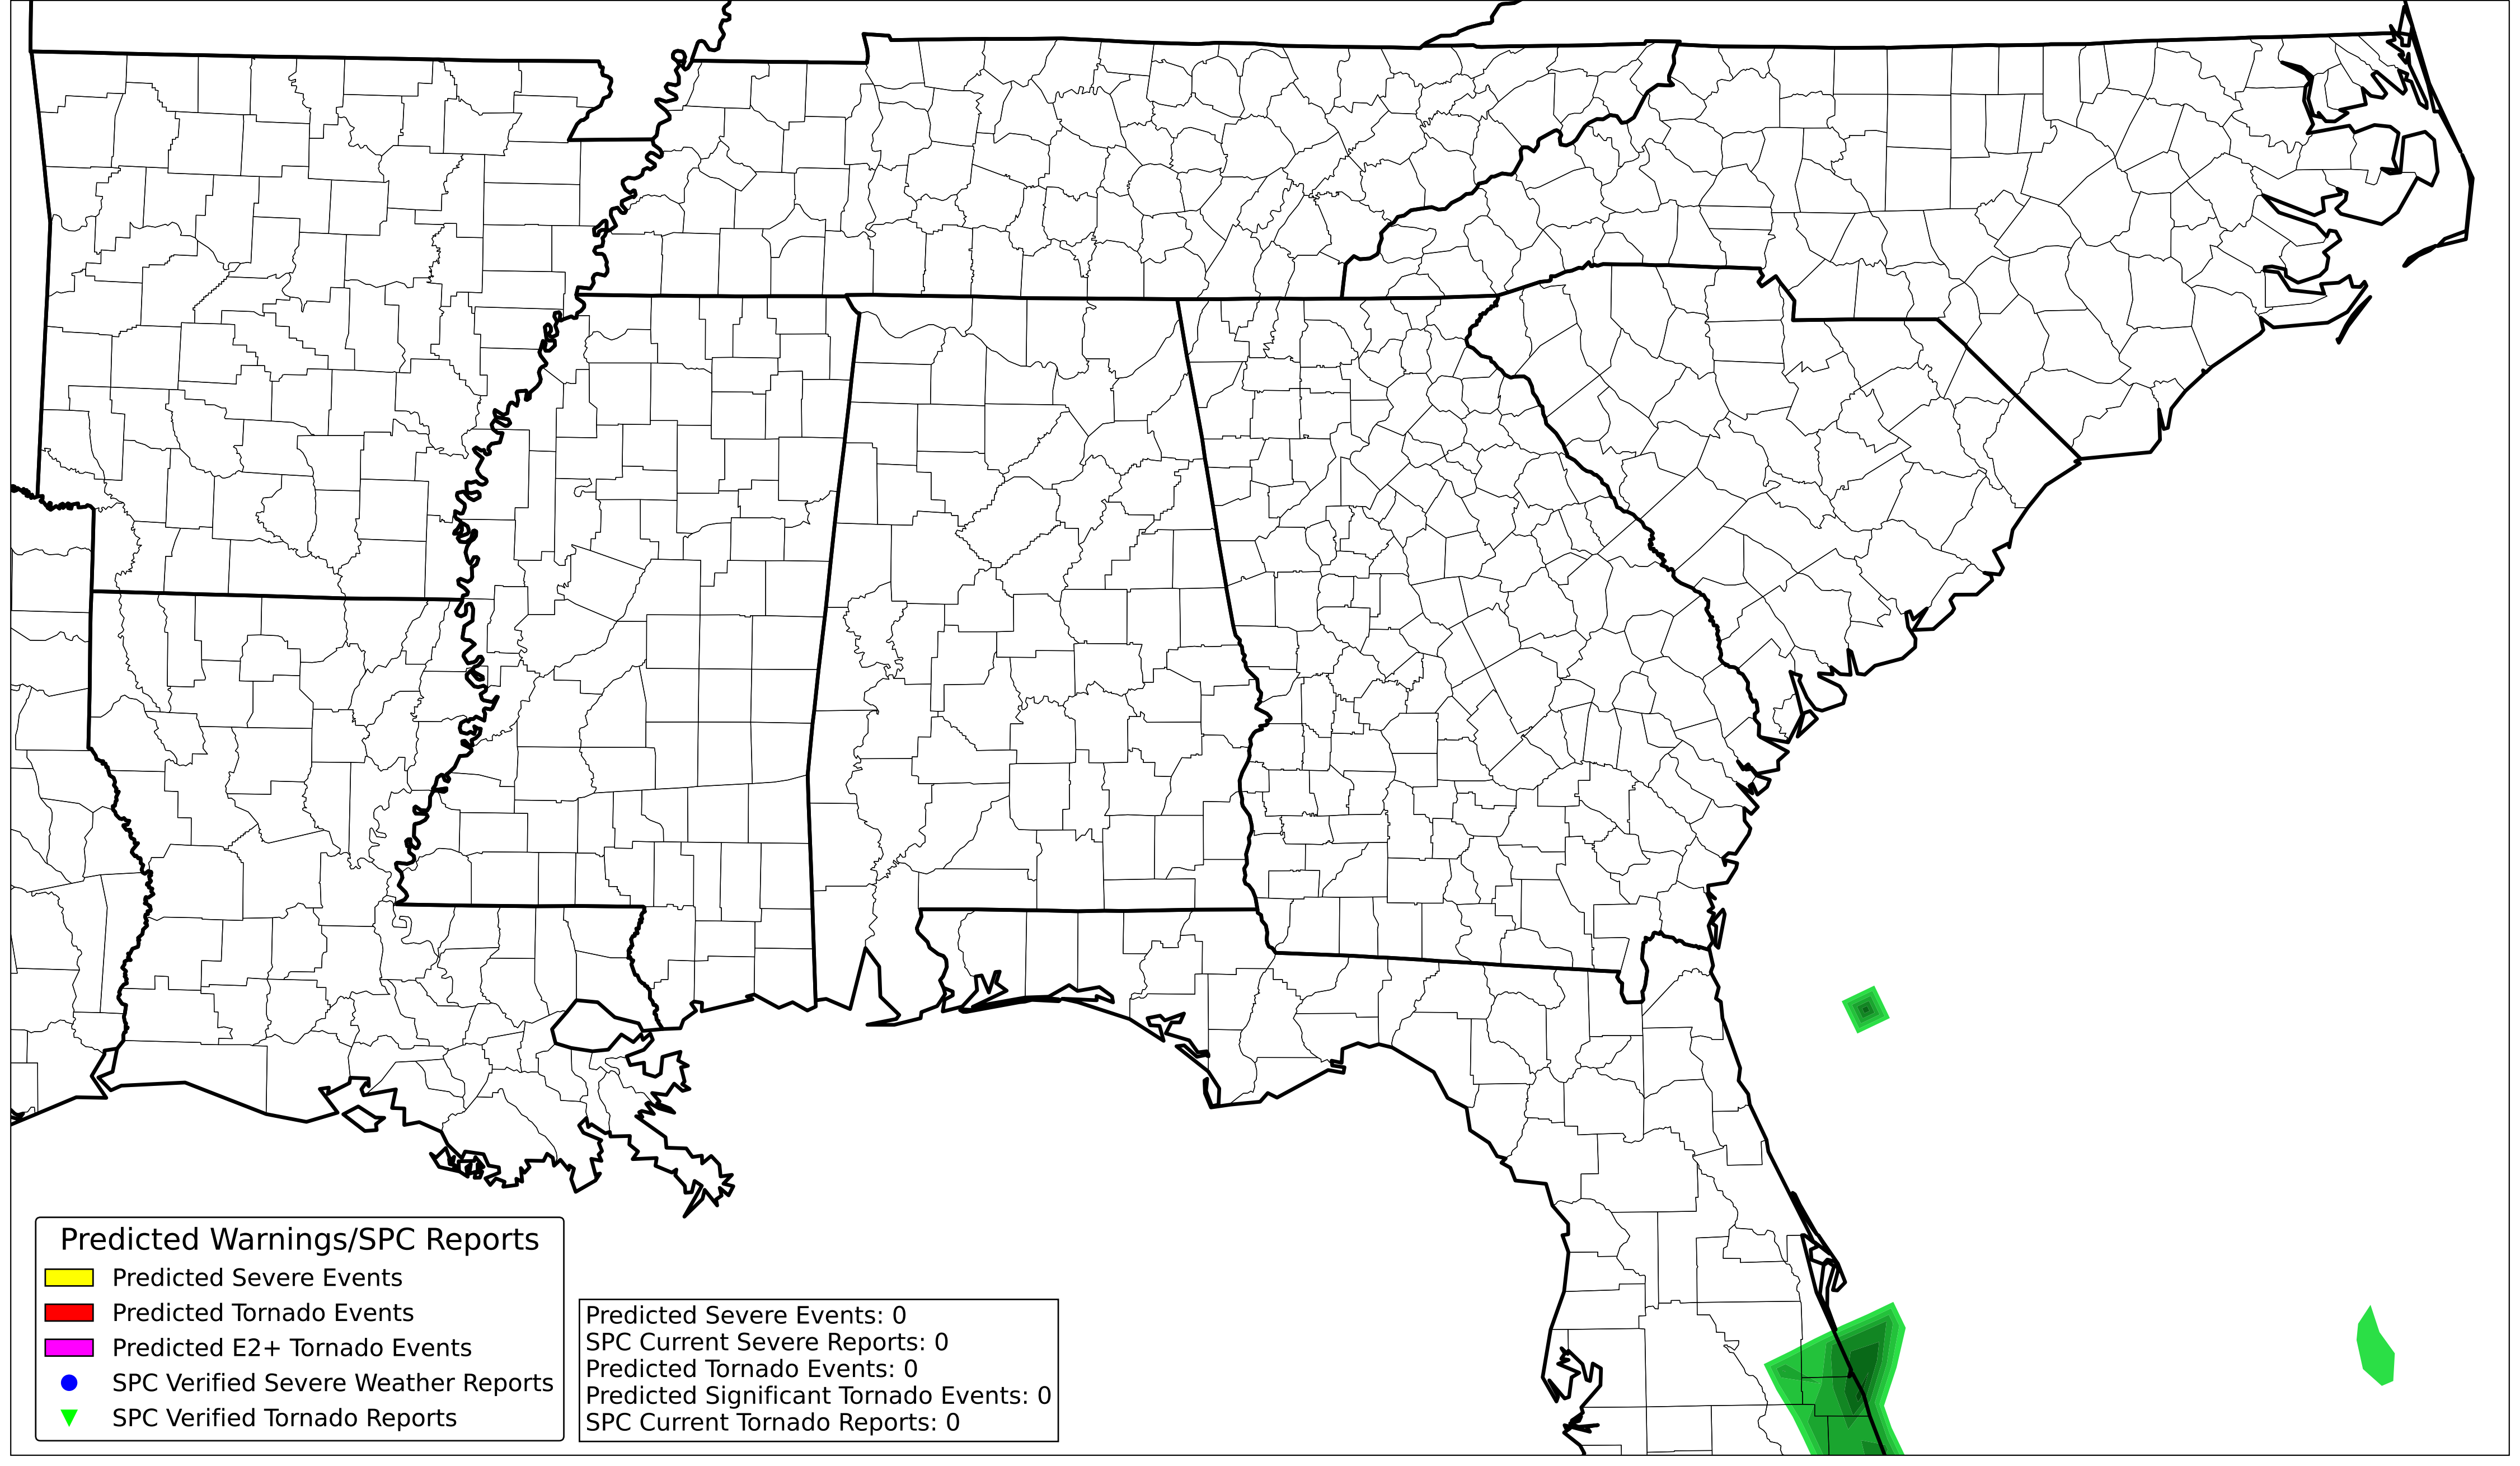 Predicted Warnings/SPC Reports
Predicted Severe Events
Predicted Tornado Events
Predicted E2+ Tornado Events
SPC Verified Severe Weather Reports
SPC Verified Tornado Reports
Predicted Severe Events: 0
SPC Current Severe Reports: 0
Predicted Tornado Events: 0
Predicted Significant Tornado Events: 0
SPC Current Tornado Reports: 0